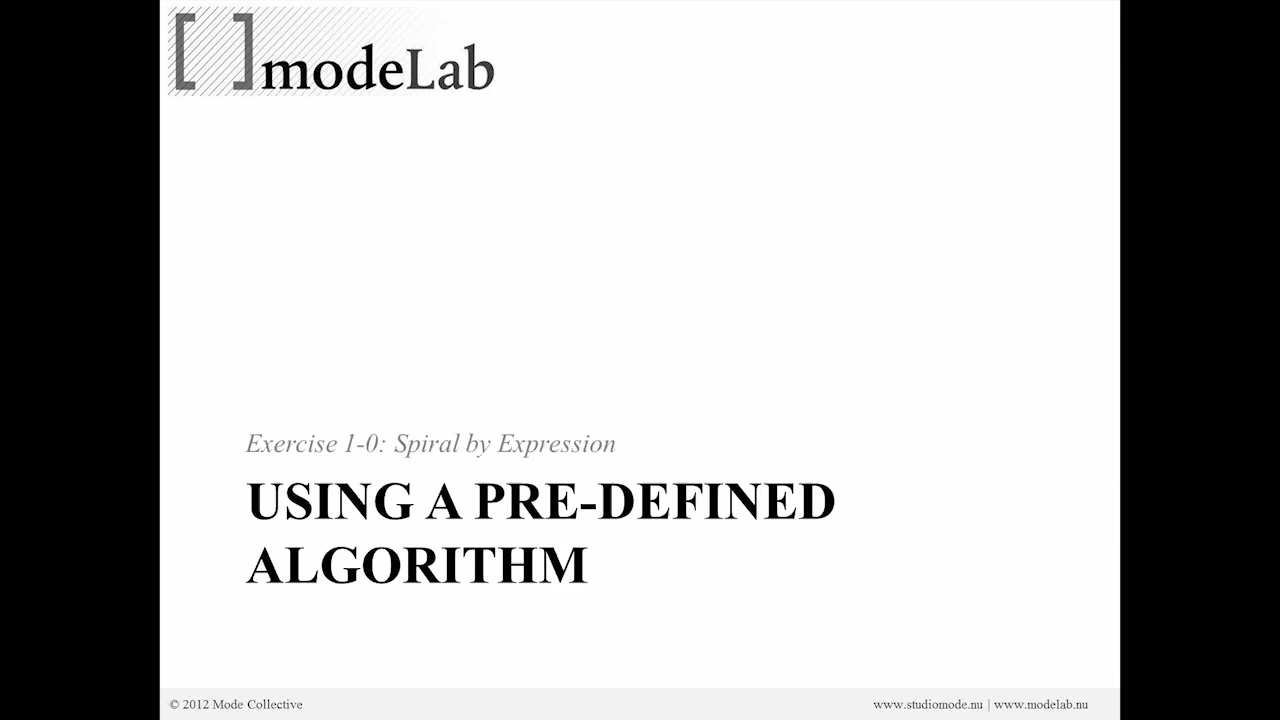 [ ] modeLab
Exercise 1-0: Spiral by Expression
USING A PRE-DEFINED
ALGORITHM
© 2012 Mode Collective
www.studiomode.nu | www.modelab.nu